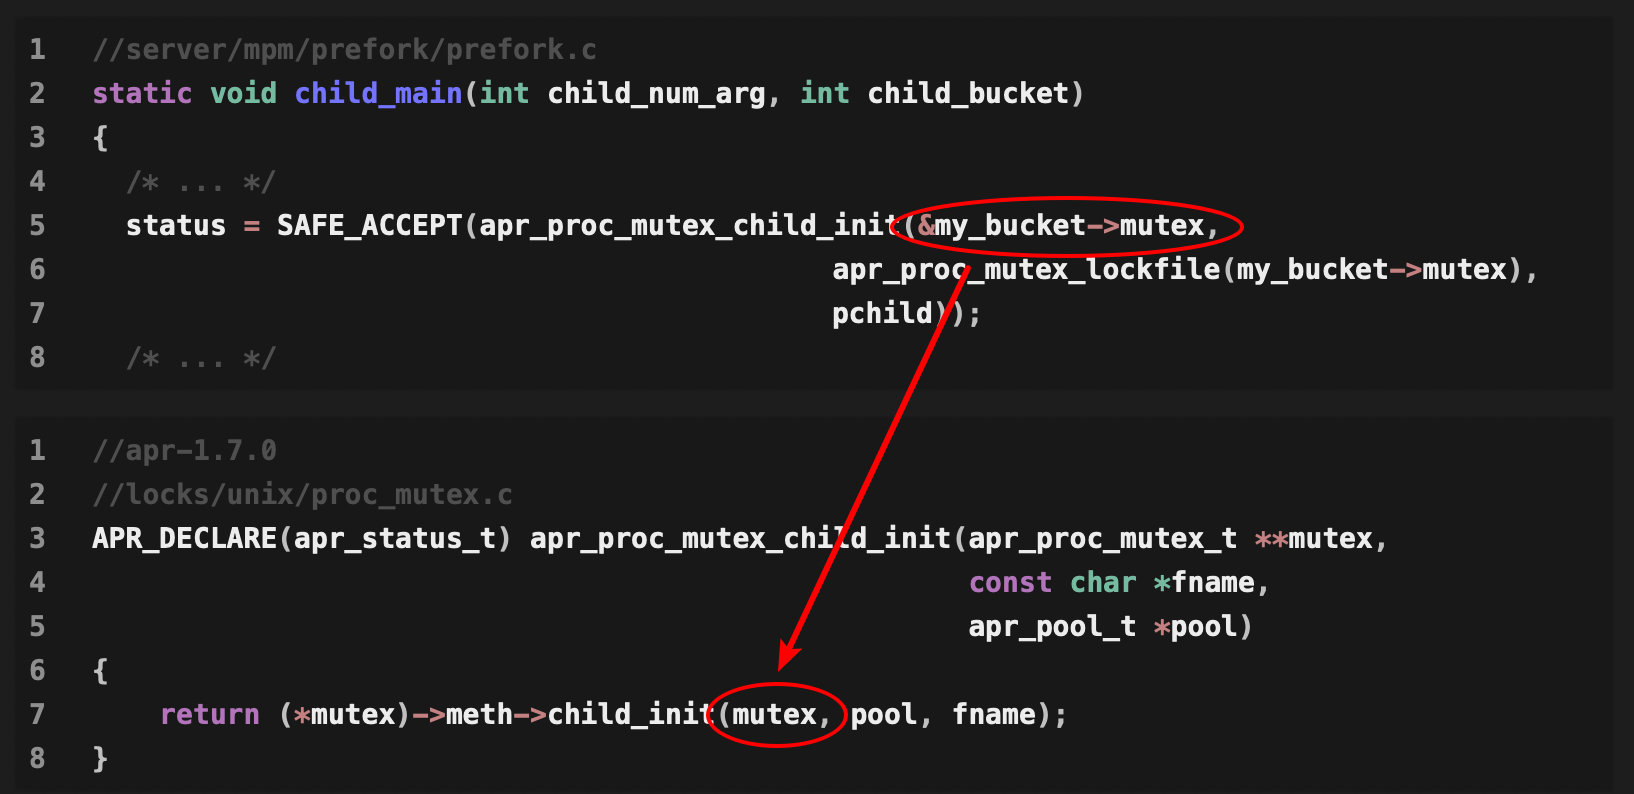 1 //server/mpm/prefork/prefork.c
2 static void child_main(int child_num_arg, int child_bucket)
3 {
4 /* ... */
5 status = SAFE_ACCEPT(apr_proc_mutex_child_init(&my_bucket->mutex,
6 apr_proc_mutex_lockfile(my_bucket->mutex),
7 pchild));
8 /* ... */
1 //apr-1.7.0
2 //locks/unix/proc_mutex.c
3 APR_DECLARE(apr_status_t) apr_proc_mutex_child_init(apr_proc_mutex_t **mutex,
4 const char *fname,
5 apr_pool_t *pool)
6 {
7 return (*mutex)->meth->child_init(mutex, pool, fname);
8 }